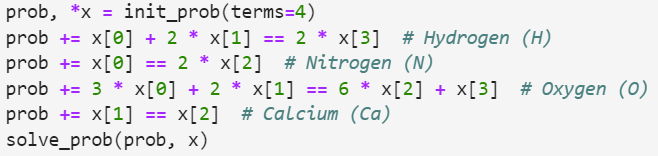 prob, *x = init_prob(terms=4)
prob += x[0] + 2 * x[1] == 2 * x[3]  # Hydrogen (H)
prob += x[0] == 2 * x[2]  # Nitrogen (N)
prob += 3 * x[0] + 2 * x[1] == 6 * x[2] + x[3]  # Oxygen (O)
prob += x[1] == x[2]  # Calcium (Ca)
solve_prob(prob, x)